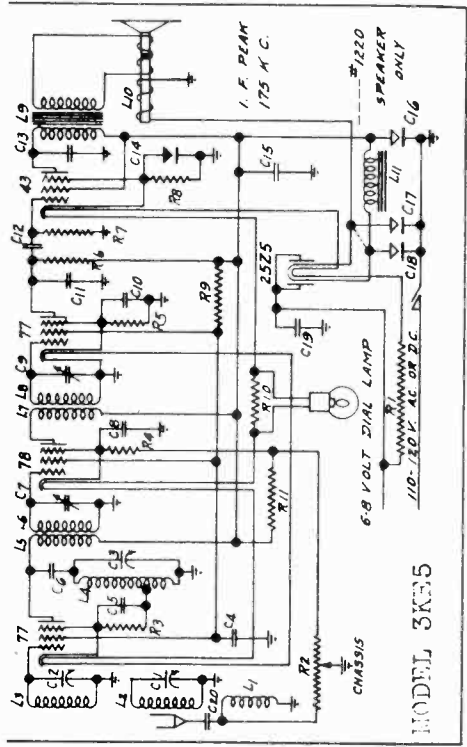 L9
C13
43
C12
77
C9
L8
L7
78
C7
L6
L5
77
C2
L3
L10
I.F. PEAK
175 K.C.
C14
R8
R7
R6
C11
C10
R5
C8
R4
C6
C3
L4
C5
R3
C1
L2
C15
#1220
SPEAKER
ONLY
R9
C4
25Z5
L11
C16
C17
C18
C19
R10
R11
L1
C20
R2
CHASSIS
6-8 VOLT DIAL LAMP
R1
110-120 V. AC OR DC.
MODEL 3KE5